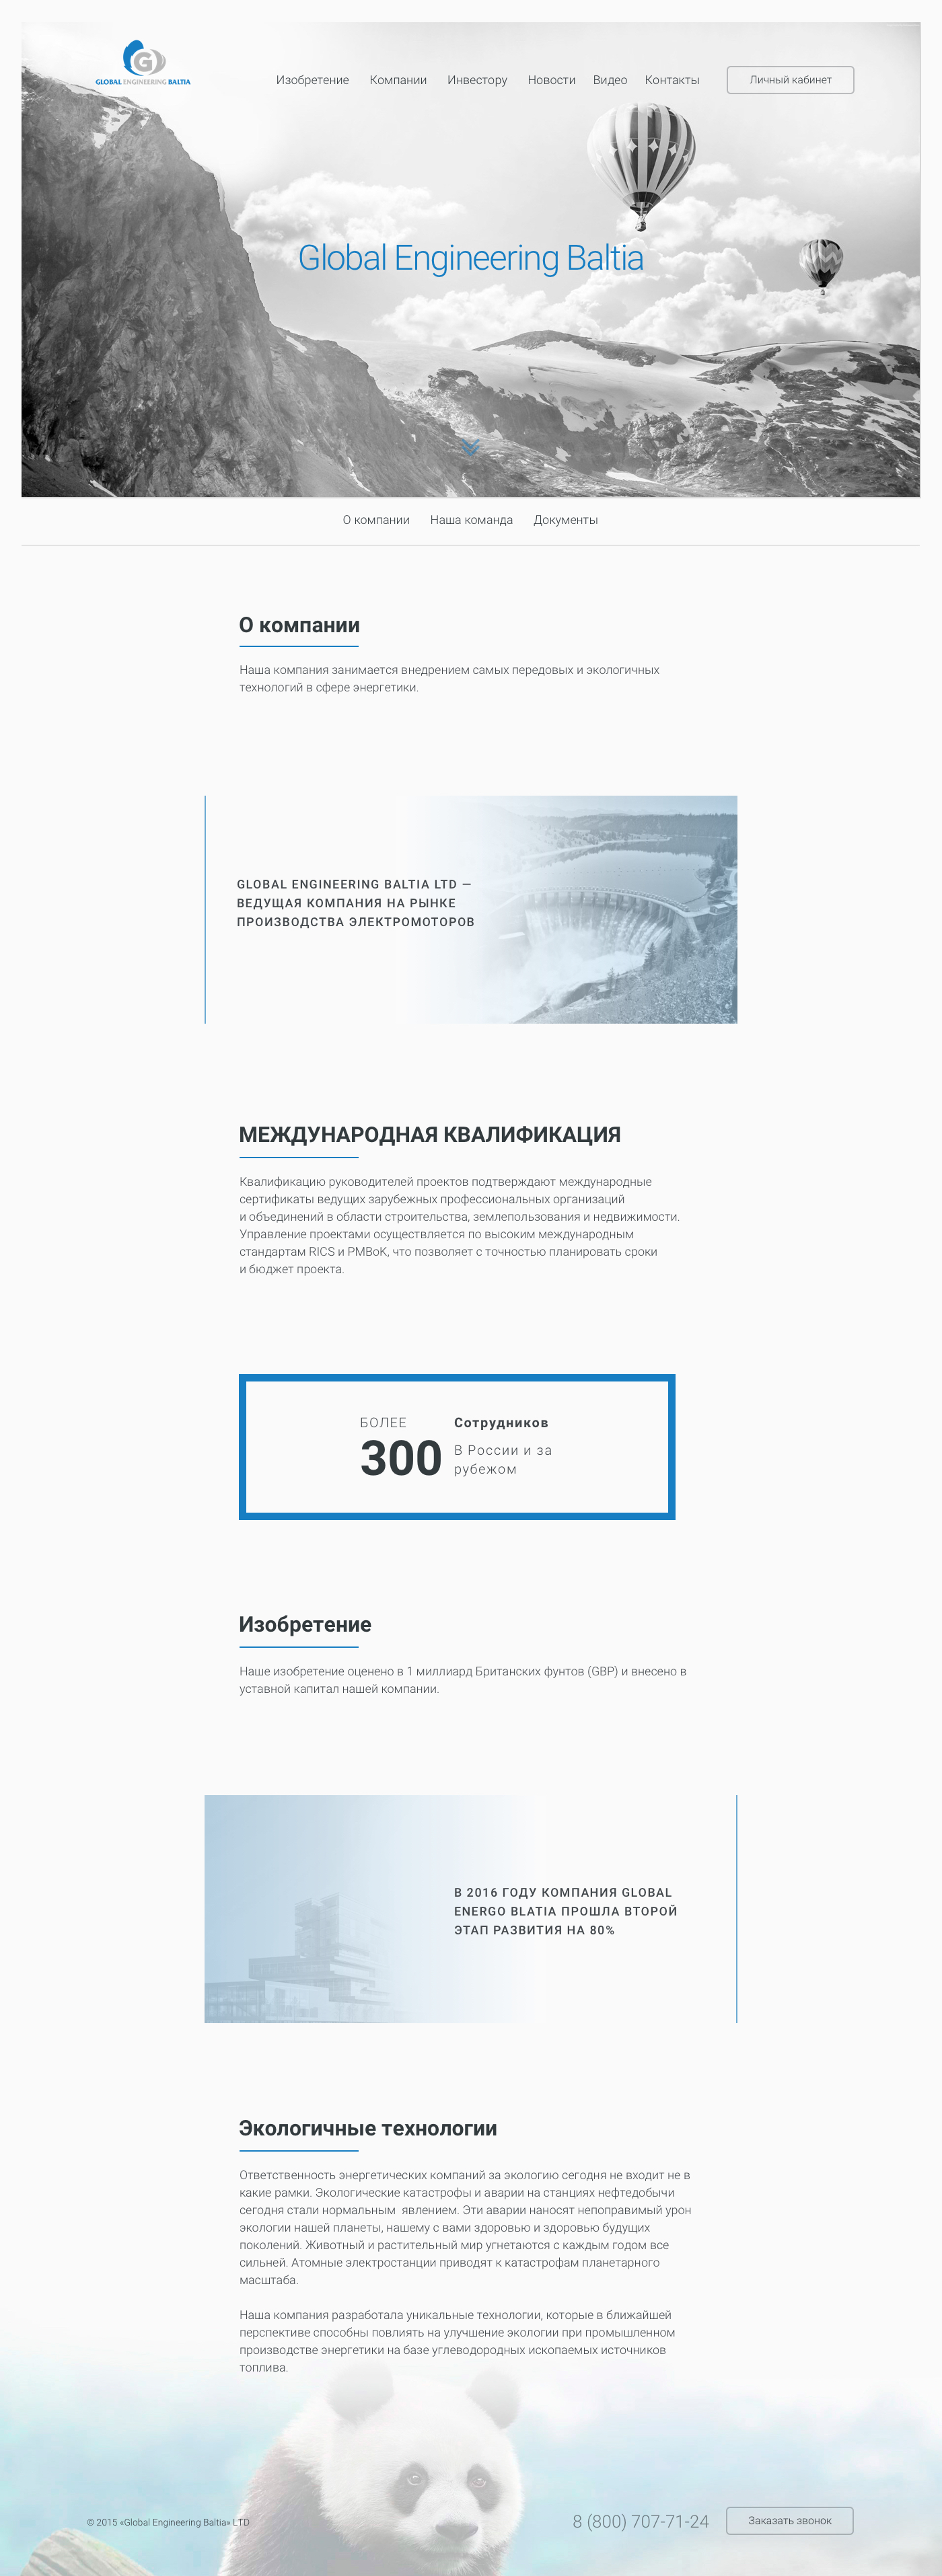 GLOBAL ENGINEERING BALTIA
Изобретение Компании Инвестору Новости Видео Контакты Личный кабинет
Global Engineering Baltia
О компании Наша команда Документы
О компании
Наша компания занимается внедрением самых передовых и экологичных
технологий в сфере энергетики.
GLOBAL ENGINEERING BALTIA LTD —
ВЕДУЩАЯ КОМПАНИЯ НА РЫНКЕ
ПРОИЗВОДСТВА ЭЛЕКТРОМОТОРОВ
МЕЖДУНАРОДНАЯ КВАЛИФИКАЦИЯ
Квалификацию руководителей проектов подтверждают международные
сертификаты ведущих зарубежных профессиональных организаций
и объединений в области строительства, землепользования и недвижимости.
Управление проектами осуществляется по высоким международным
стандартам RICS и PMBoK, что позволяет с точностью планировать сроки
и бюджет проекта.
БОЛЕЕ
300
Сотрудников
В России и за
рубежом
Изобретение
Наше изобретение оценено в 1 миллиард Британских фунтов (GBP) и внесено в
уставной капитал нашей компании.
В 2016 ГОДУ КОМПАНИЯ GLOBAL
ENERGO BLATIA ПРОШЛА ВТОРОЙ
ЭТАП РАЗВИТИЯ НА 80%
Экологичные технологии
Ответственность энергетических компаний за экологию сегодня не входит не в
какие рамки. Экологические катастрофы и аварии на станциях нефтедобычи
сегодня стали нормальным явлением. Эти аварии наносят непоправимый урон
экологии нашей планеты, нашему с вами здоровью и здоровью будущих
поколений. Животный и растительный мир угнетаются с каждым годом все
сильней. Атомные электростанции приводят к катастрофам планетарного
масштаба.
Наша компания разработала уникальные технологии, которые в ближайшей
перспективе способны повлиять на улучшение экологии при промышленном
производстве энергетики на базе углеводородных ископаемых источников
топлива.
© 2015 «Global Engineering Baltia» LTD
8 (800) 707-71-24 Заказать звонок